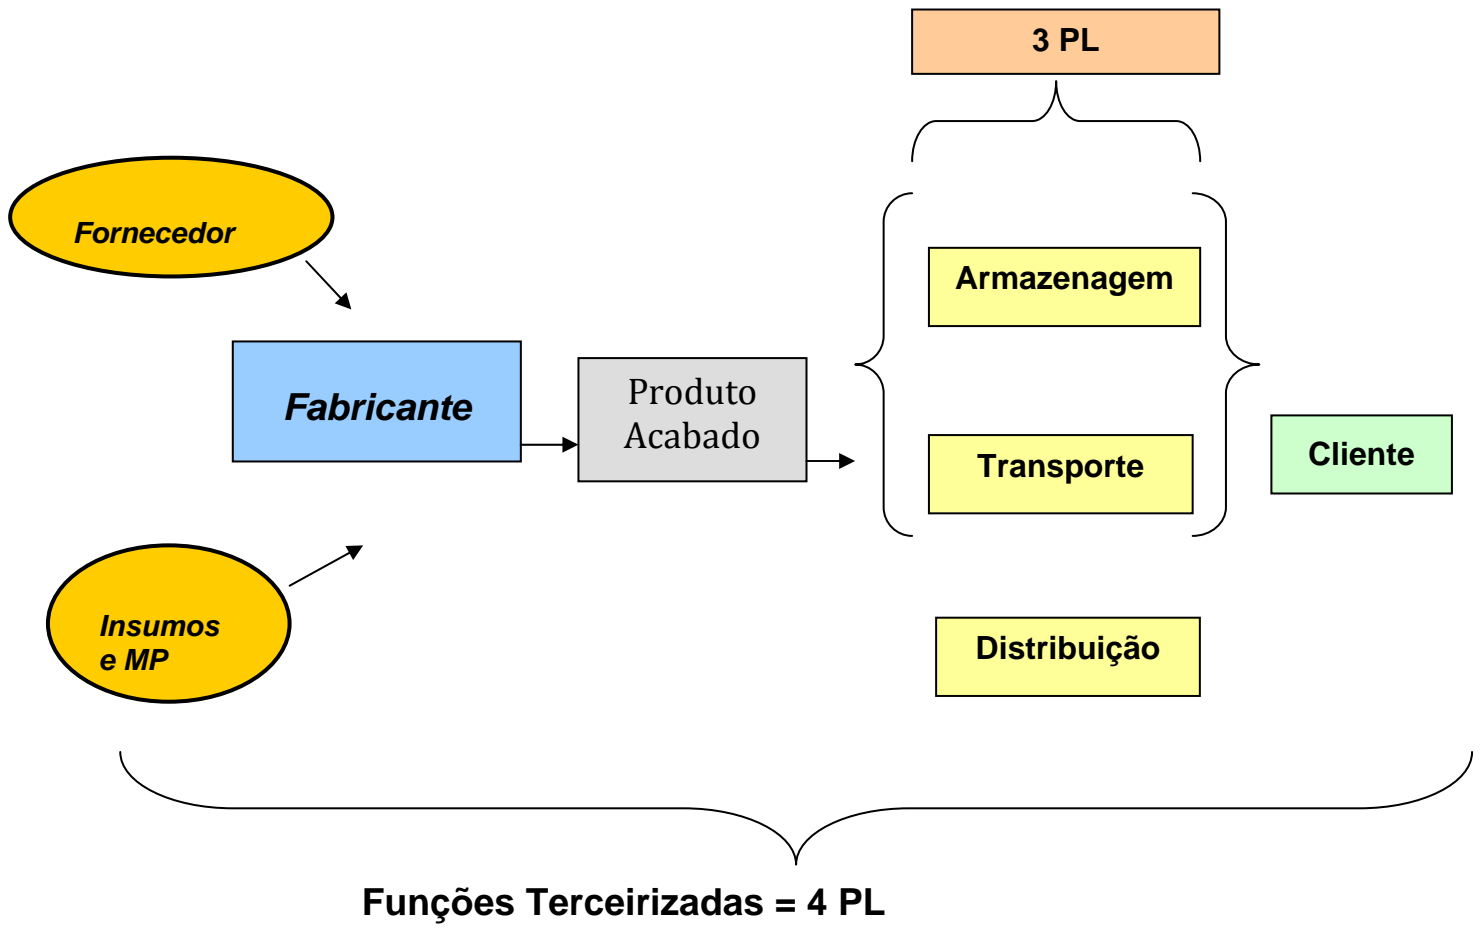 3 PL
Fornecedor
Armazenagem
Fabricante
Produto
Acabado
Transporte
Cliente
Insumos
e MP
Distribuição
Funções Terceirizadas = 4 PL